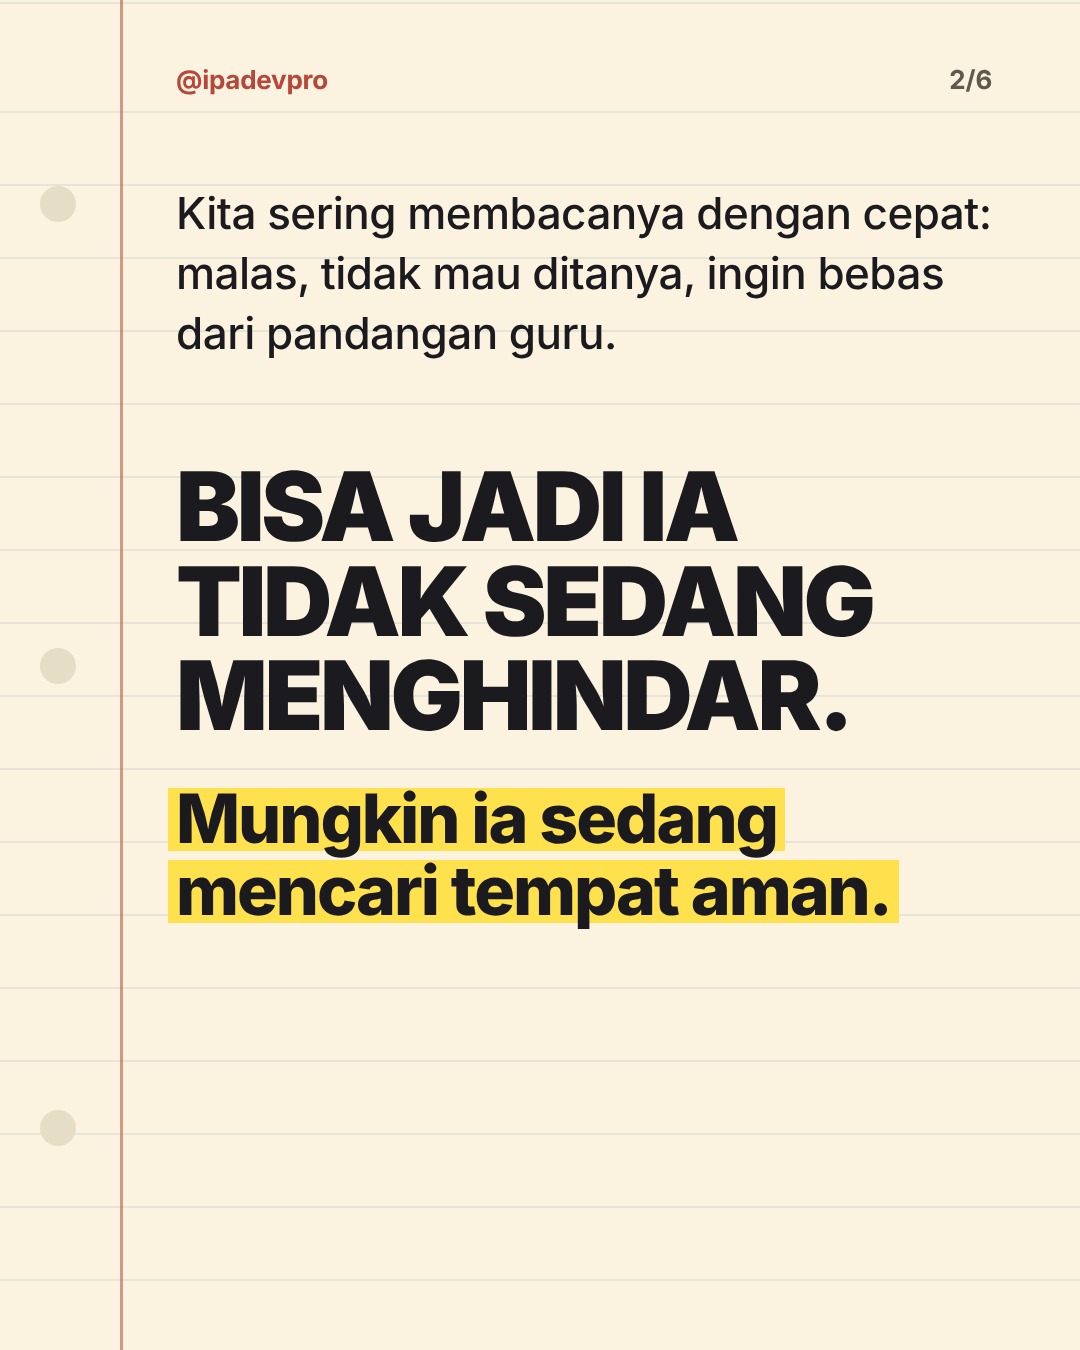 @ipadevpro
2/6
Kita sering membacanya dengan cepat:
malas, tidak mau ditanya, ingin bebas
dari pandangan guru.
BISA JADI IA
TIDAK SEDANG
MENGHINDAR.
Mungkin ia sedang
mencari tempat aman.